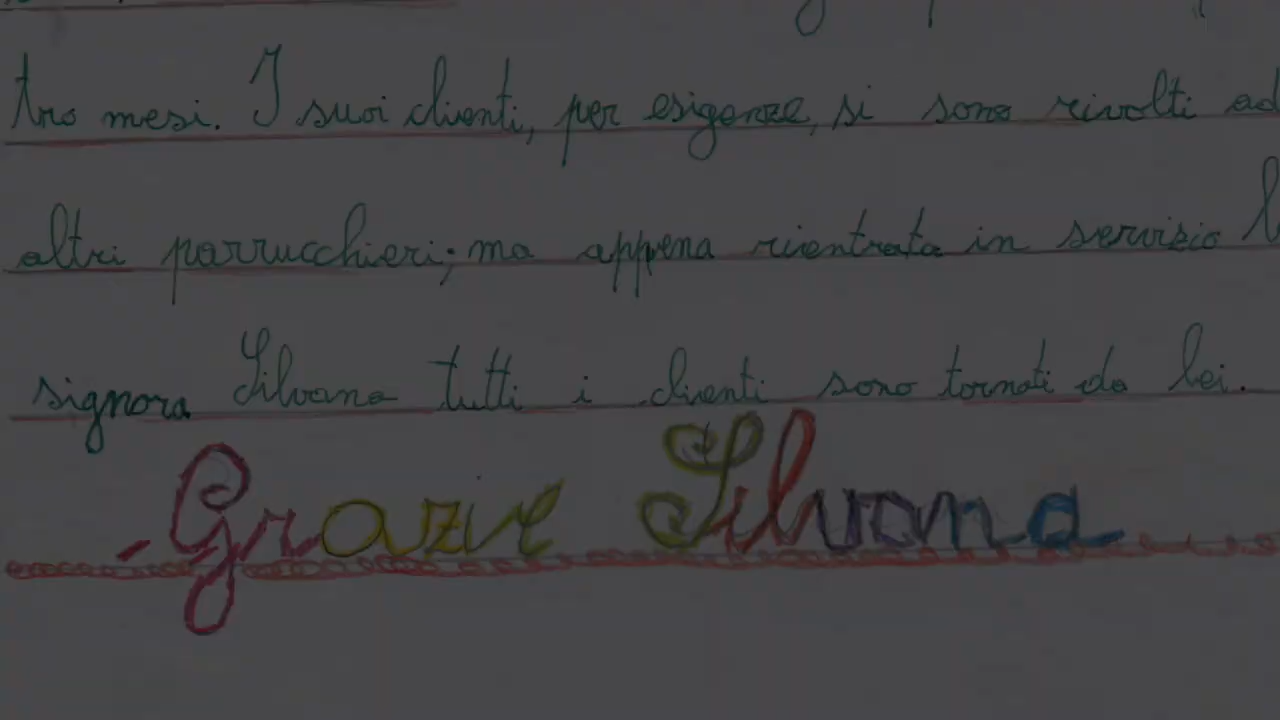 tro mesi. I suoi clienti, per esigenze, si sono rivolti ad
altri parrucchieri; ma appena rientrata in servizio l
signora Silvana tutti i clienti sono tornati da lei.
Grazie Silvana